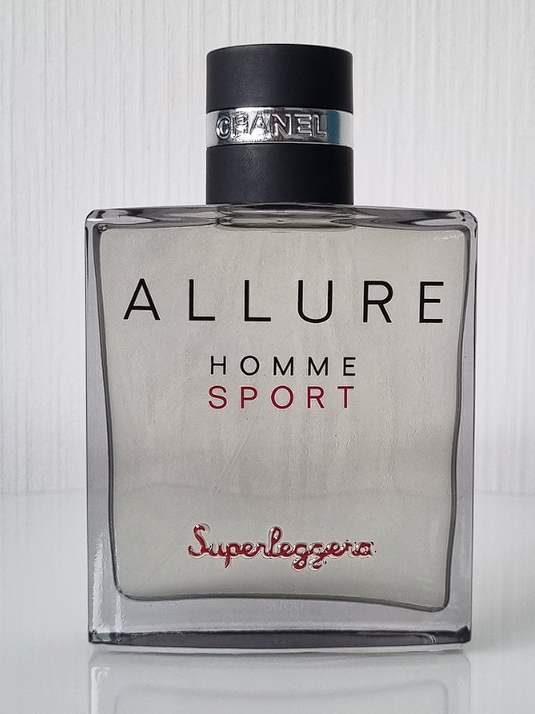 CHANEL
ALLURE
HOMME
SPORT
Superleggera